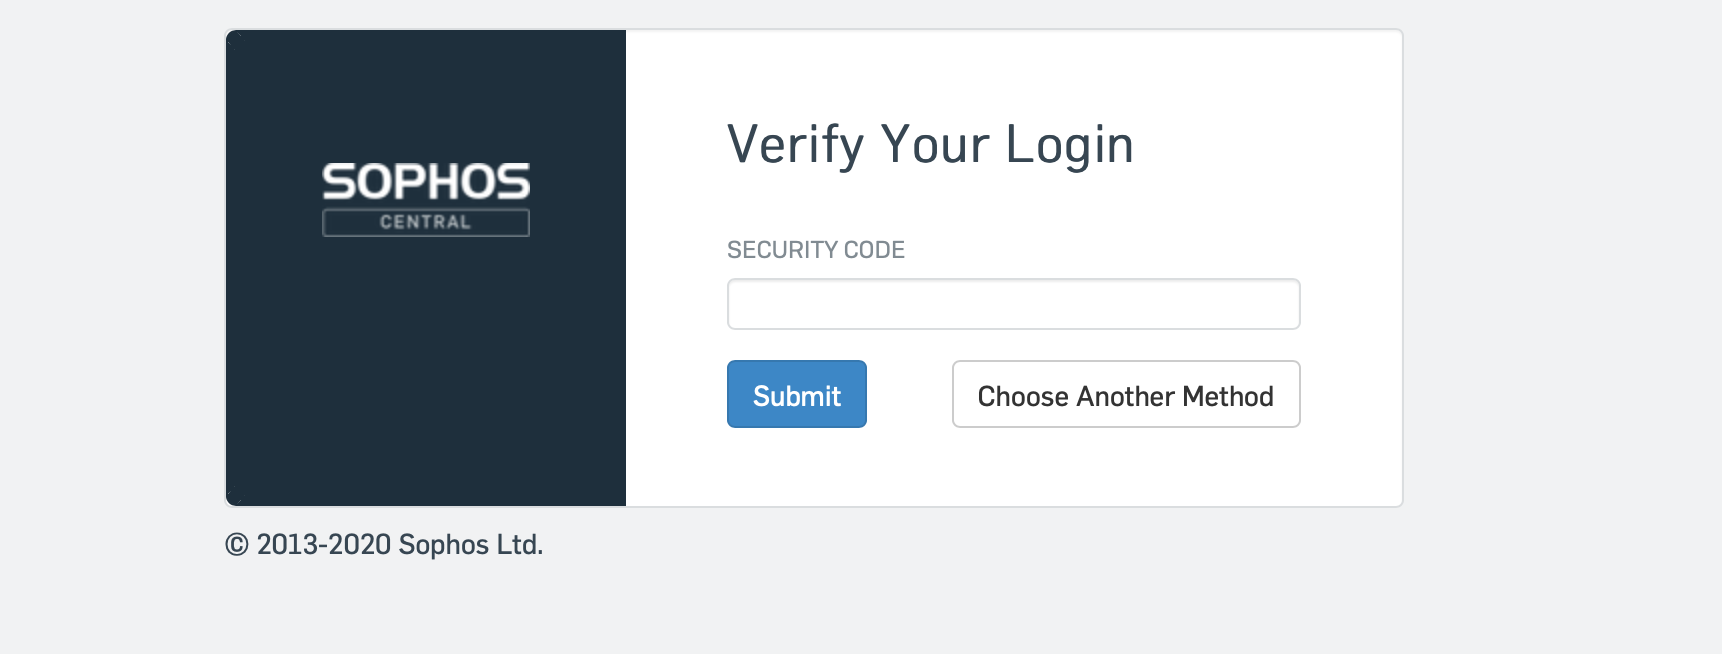 SOPHOS
CENTRAL
Verify Your Login
SECURITY CODE
Submit
Choose Another Method
© 2013-2020 Sophos Ltd.